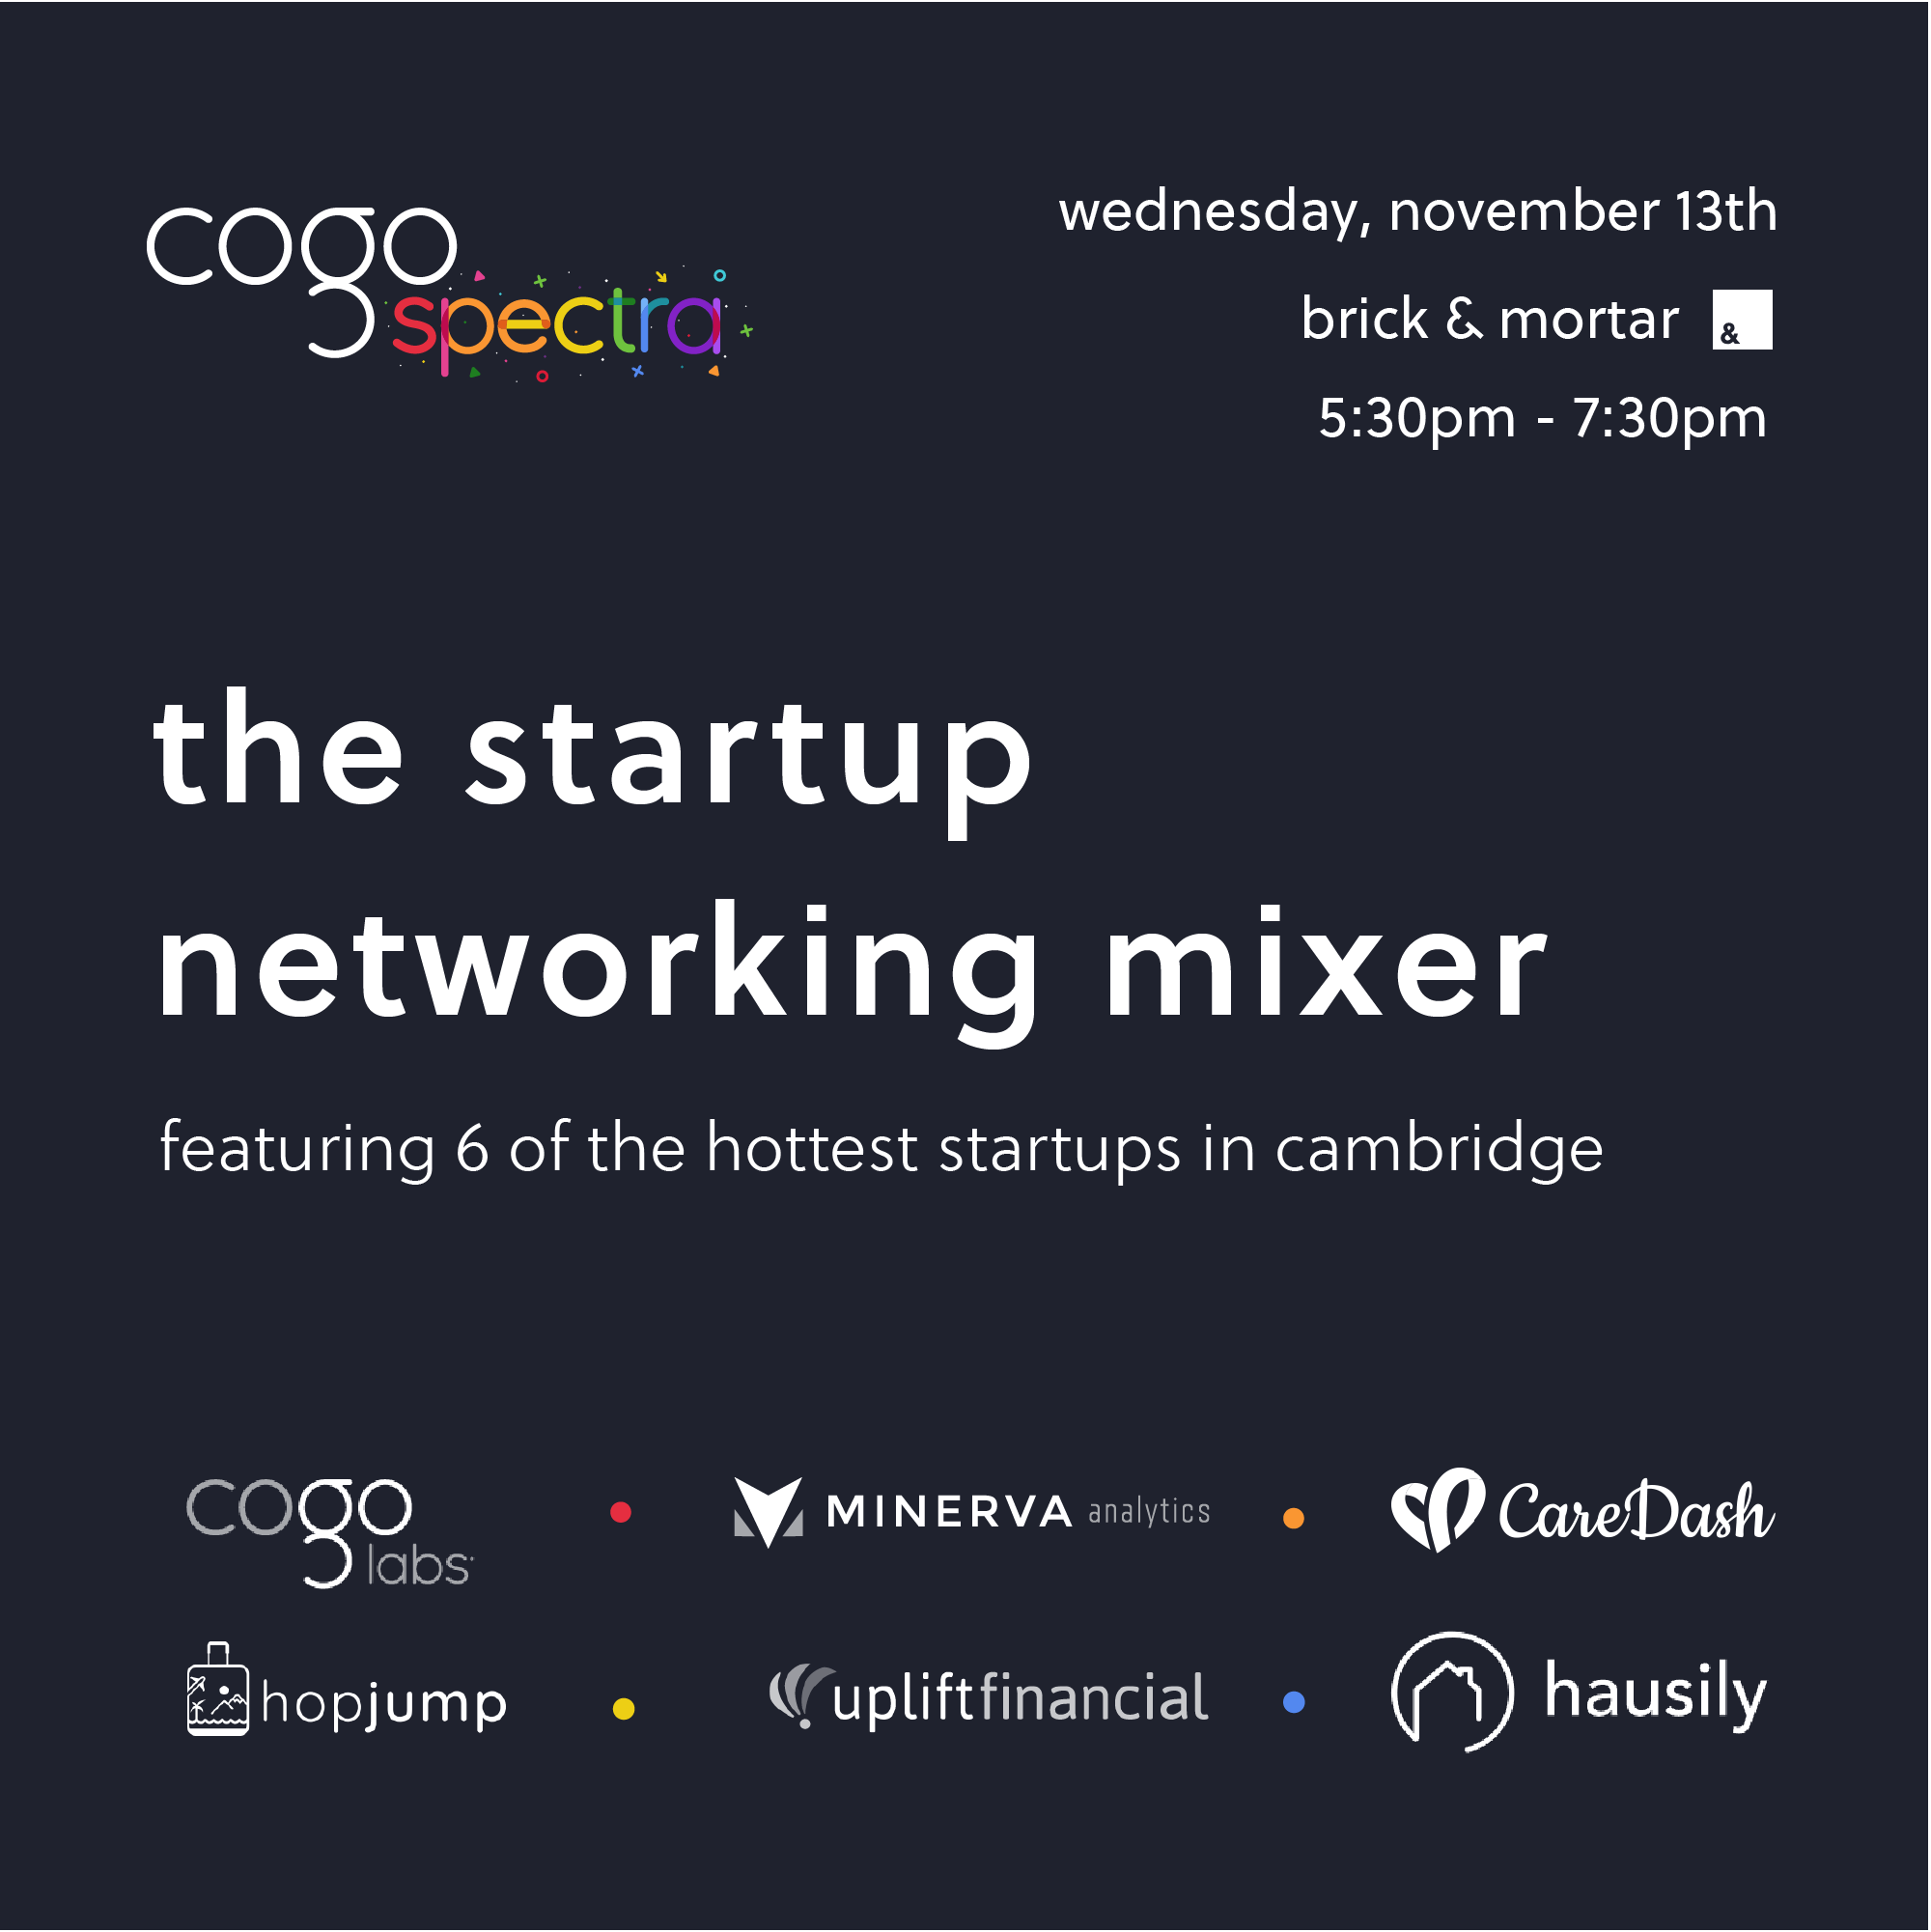 cogo
spectra
wednesday, november 13th
brick & mortar &
5:30pm - 7:30pm
the startup
networking mixer
featuring 6 of the hottest startups in cambridge
cogo
labs
MINERVA analytics
CareDash
hopjump
upliftfinancial
hausily